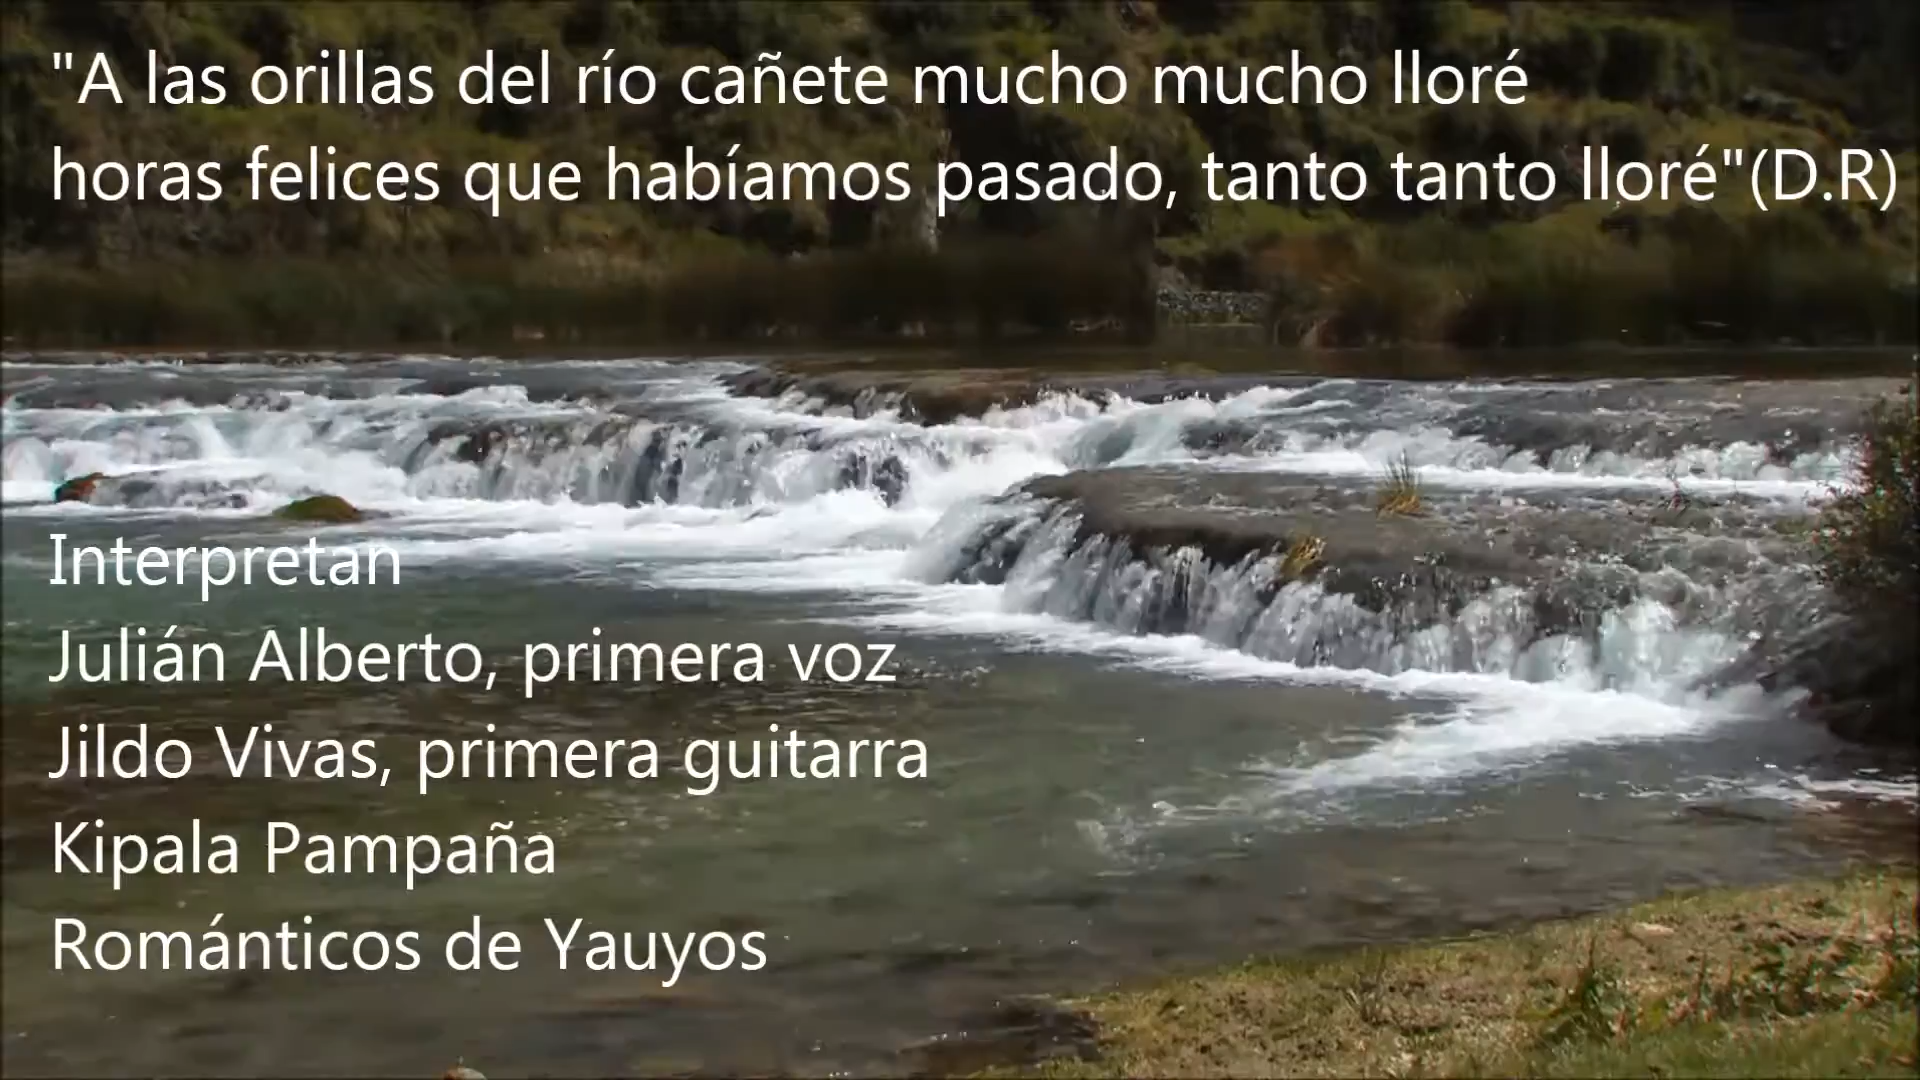 "A las orillas del río cañete mucho mucho lloré
horas felices que habíamos pasado, tanto tanto lloré"(D.R)
Interpretan
Julián Alberto, primera voz
Jildo Vivas, primera guitarra
Kipala Pampaña
Románticos de Yauyos